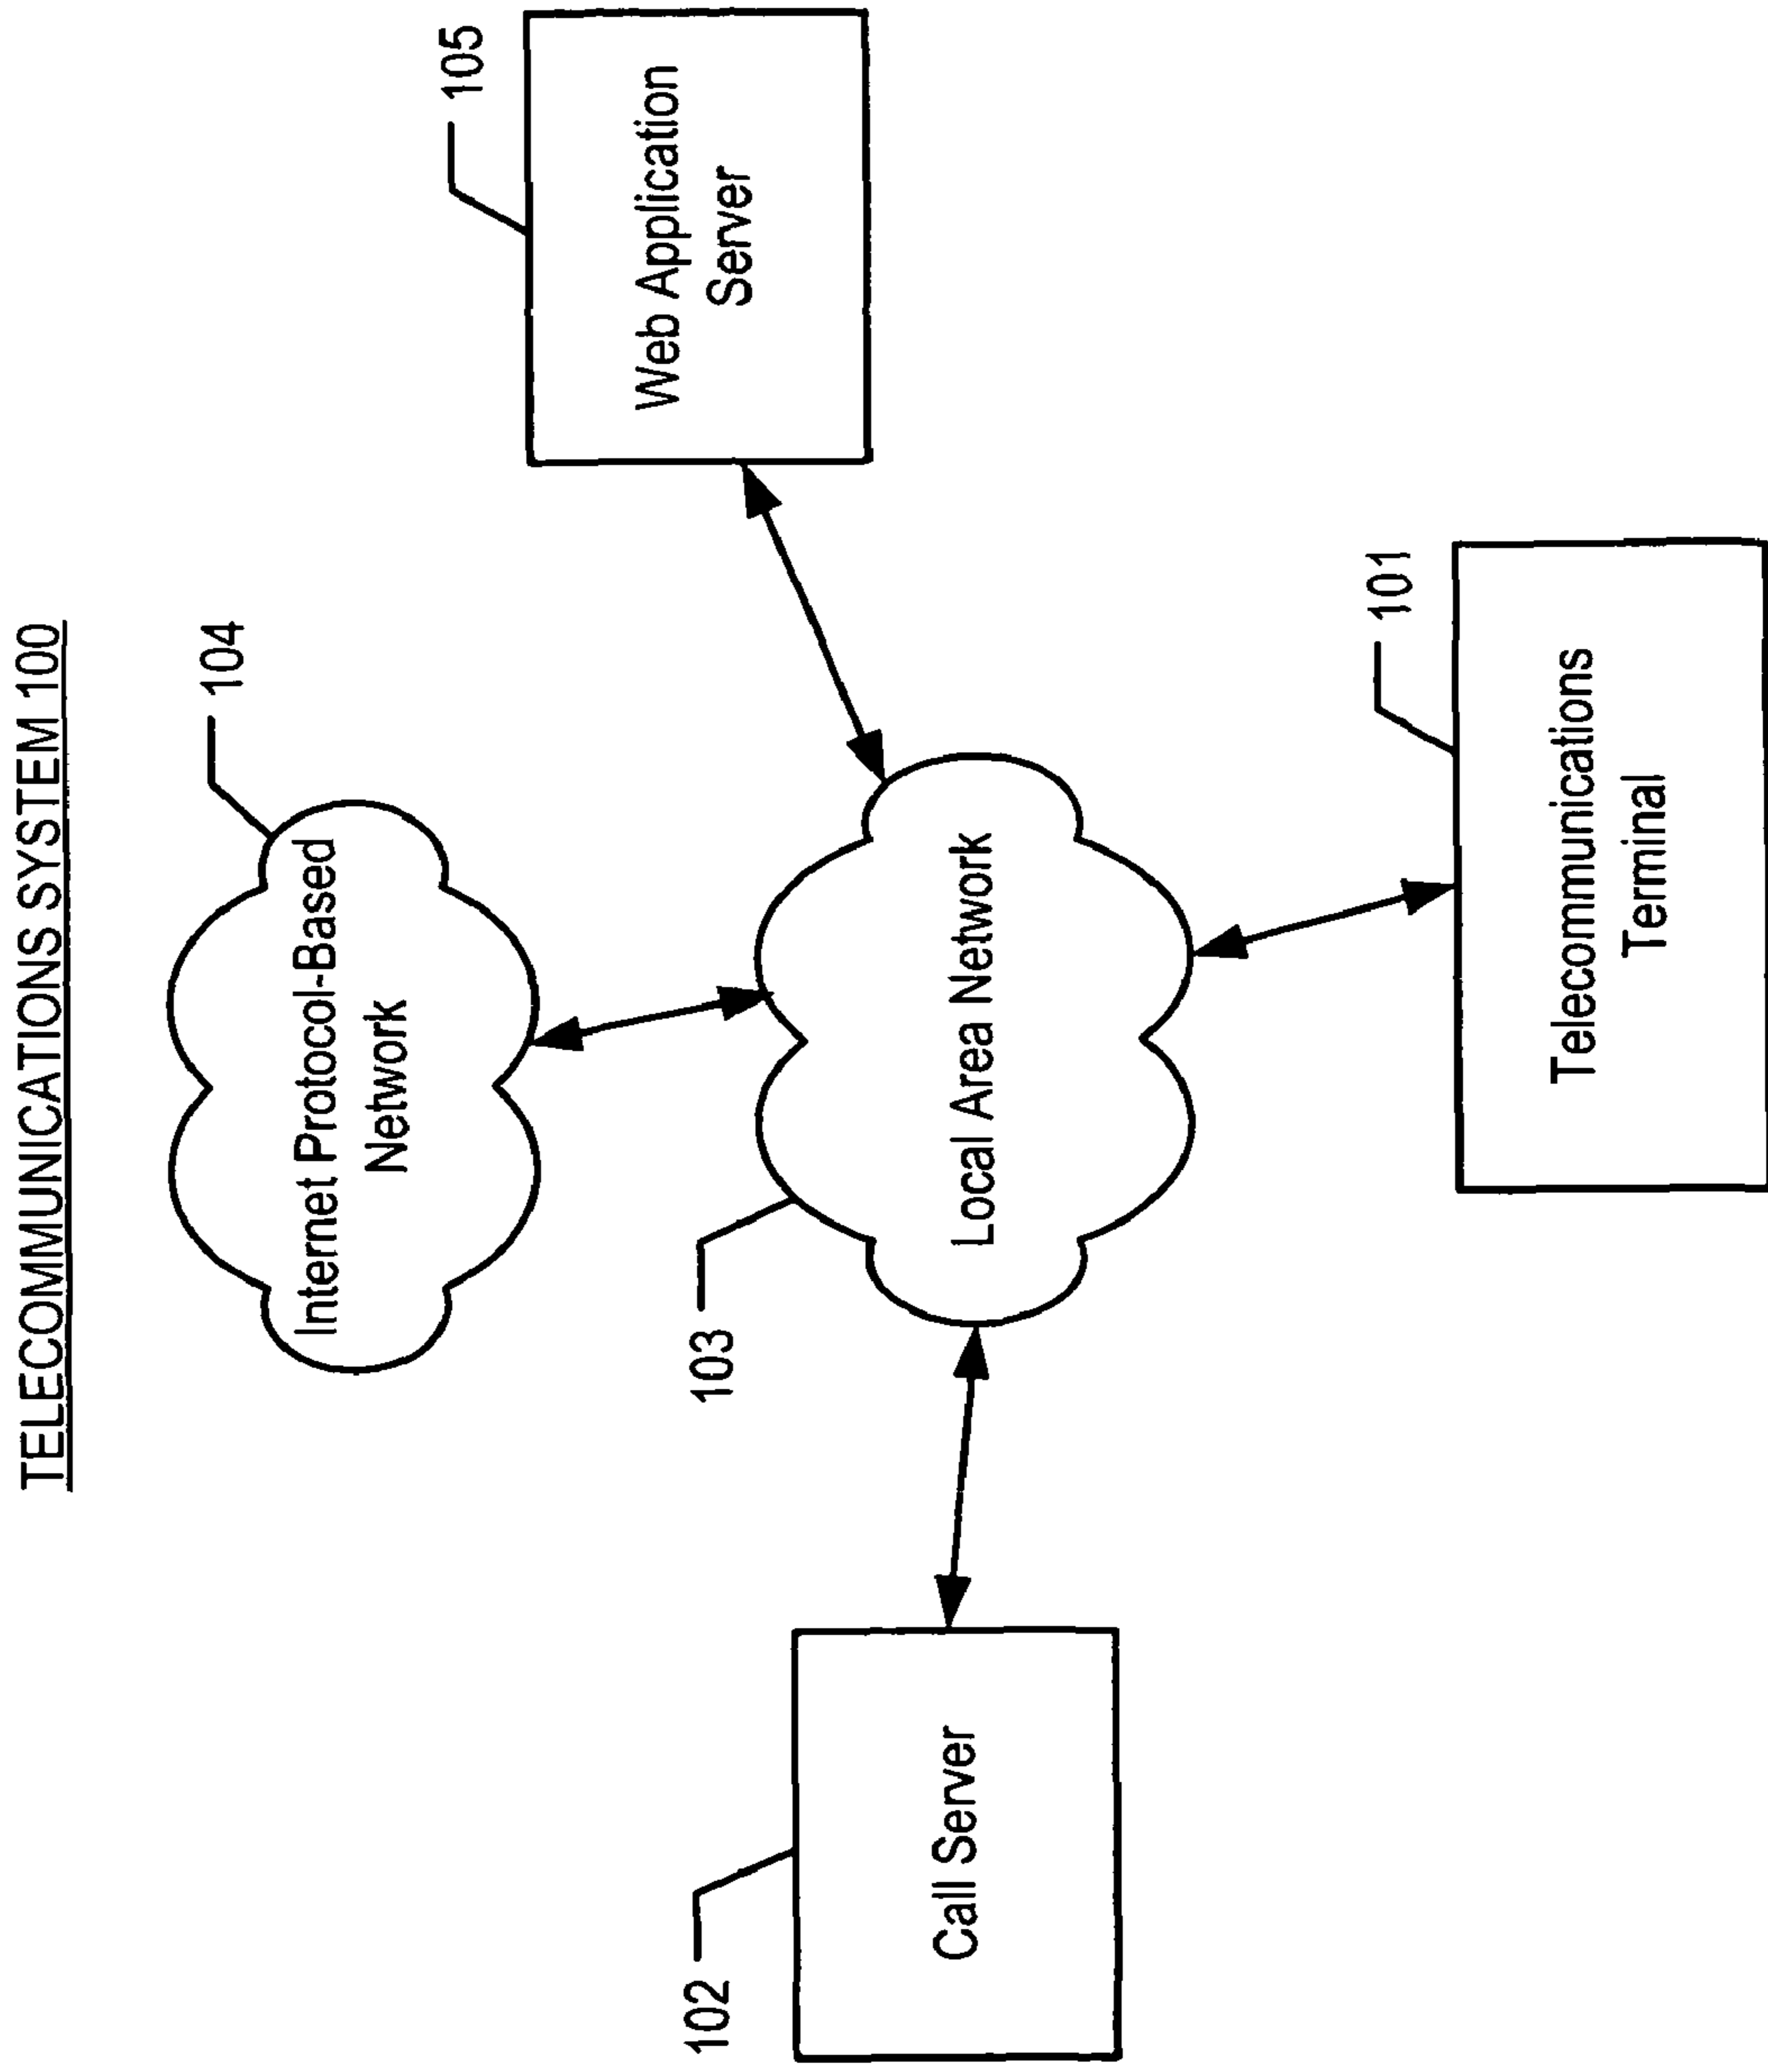 TELECOMMUNICATIONS SYSTEM 100
104
Internet Protocol-Based
Network
105
Web Application
Server
103
Local Area Network
102
Call Server
101
Telecommunications
Terminal